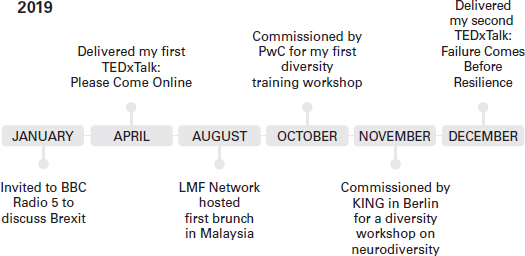 2019
Delivered my first
TEDxTalk:
Please Come Online
Commissioned by
PwC for my first
diversity
training workshop
Delivered
my second
TEDxTalk:
Failure Comes
Before
Resilience
JANUARY
APRIL
AUGUST
OCTOBER
NOVEMBER
DECEMBER
Invited to BBC
Radio 5 to
discuss Brexit
LMF Network
hosted
first brunch
in Malaysia
Commissioned by
KING in Berlin
for a diversity
workshop on
neurodiversity